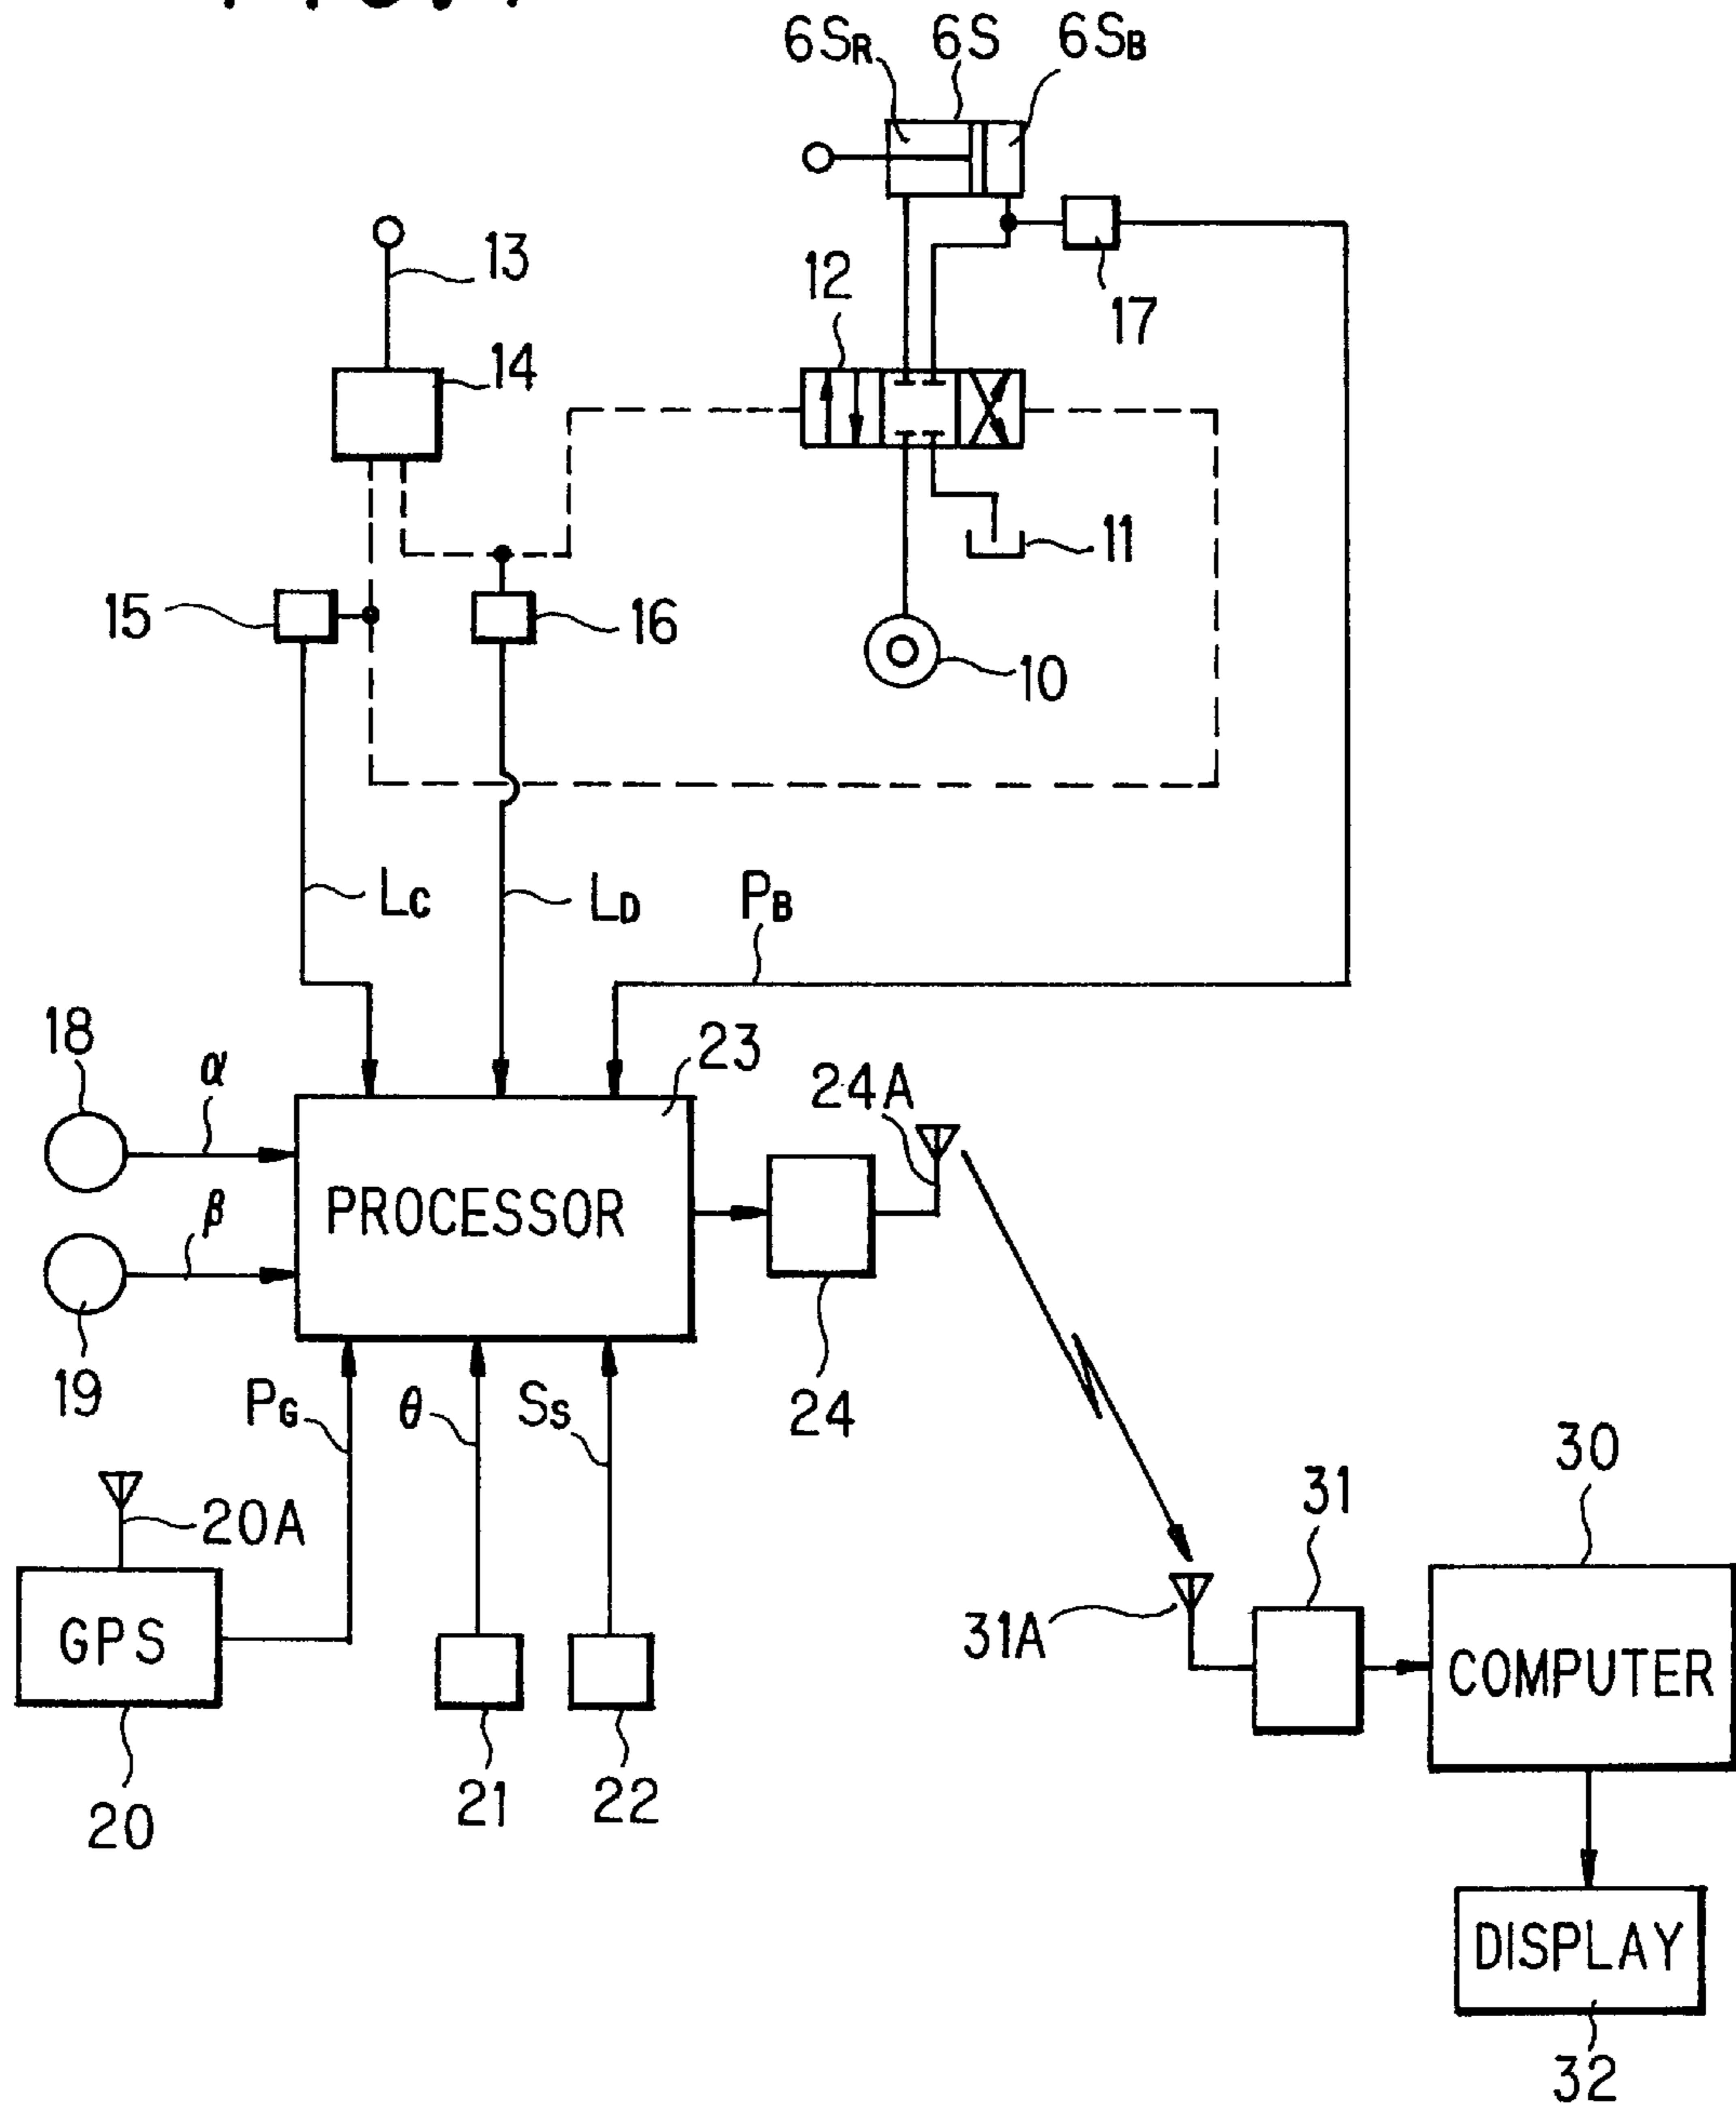 6SR 6S 6SB
13
12
17
14
11
15
16
10
LC
LD
PB
18
α
23
24A
β
PROCESSOR
19
PG
θ
SS
24
20A
30
31
GPS
31A
COMPUTER
21
22
20
DISPLAY
32